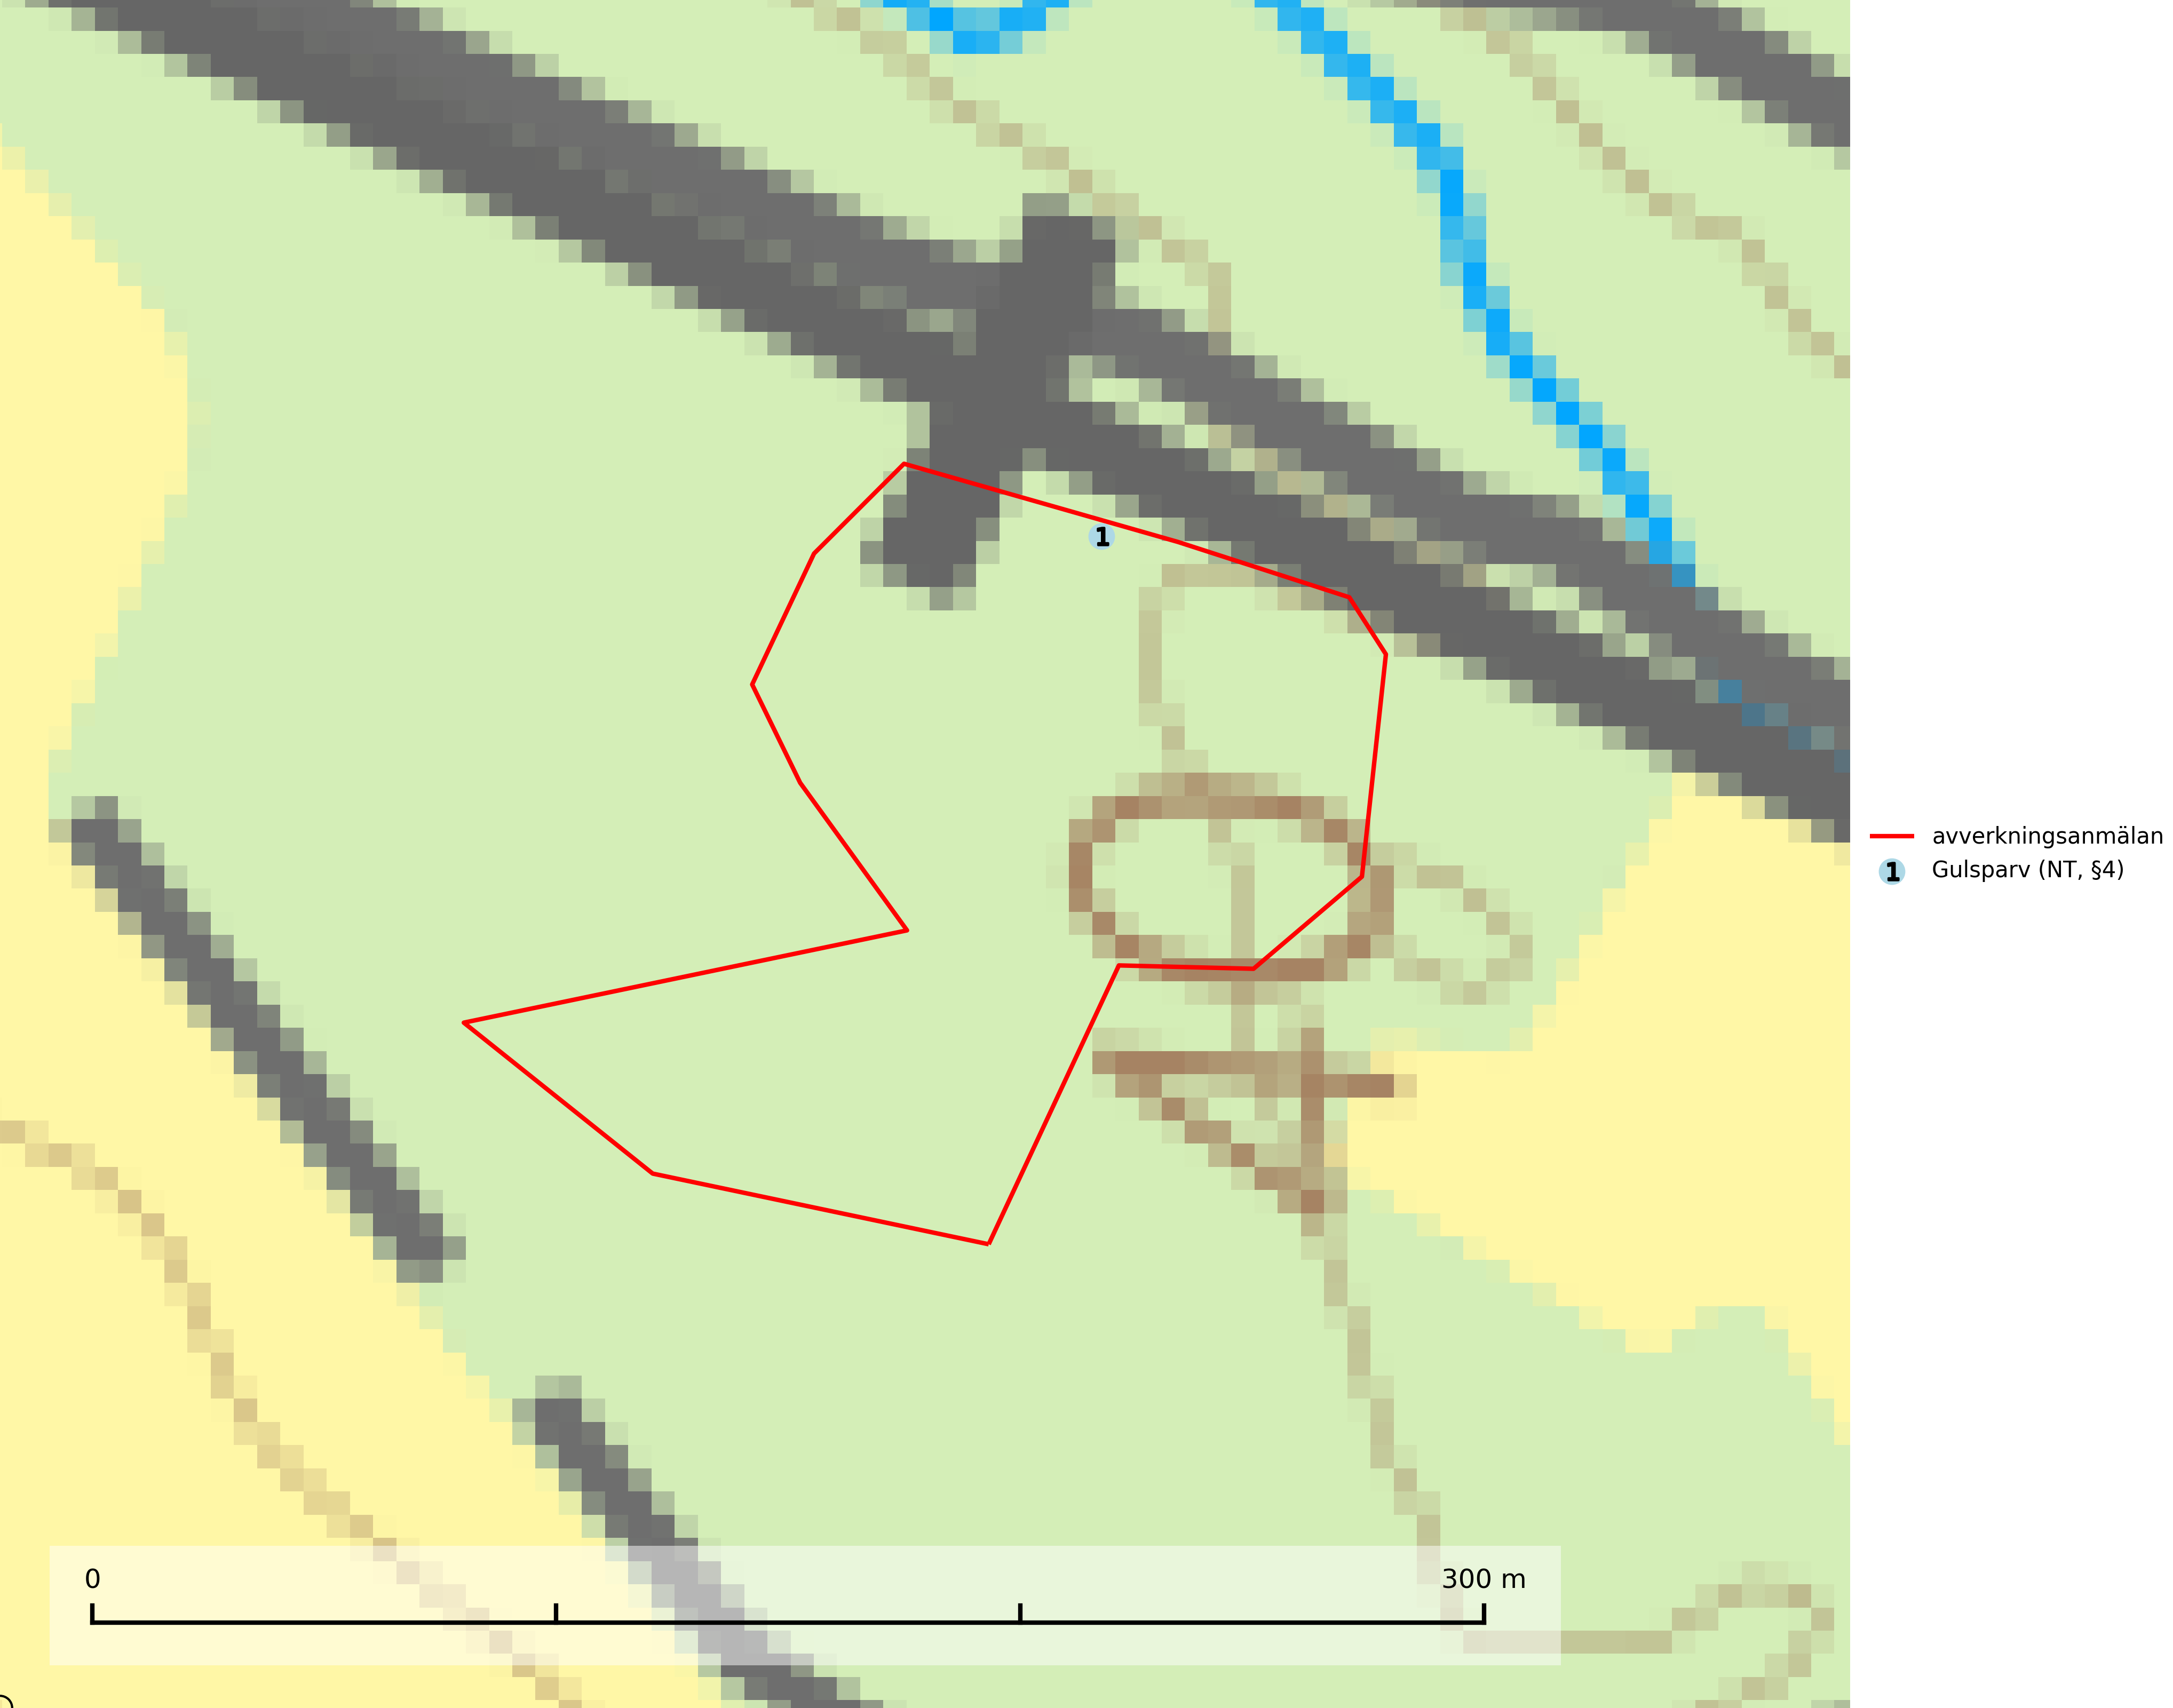 1
avverkningsanmälan
1 Gulsparv (NT, §4)
0 300 m